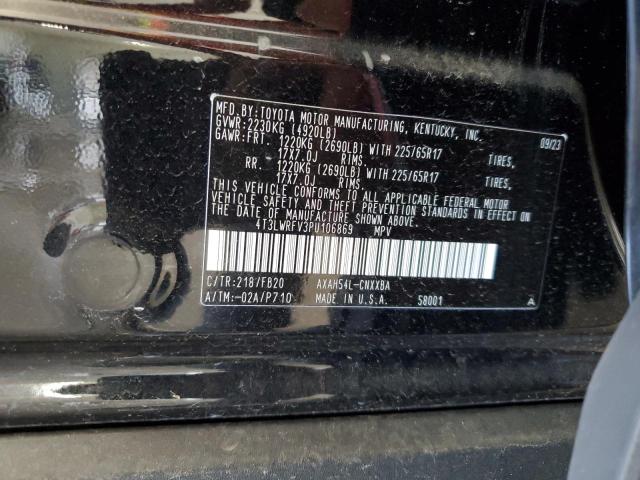 MFG.BY:TOYOTA MOTOR MANUFACTURING, KENTUCKY, INC. 09/23
GVWR:2230KG (4920LB)
GAWR:FRT. 1220KG (2690LB) WITH 225/65R17 TIRES,
17X7.0J RIMS.
RR. 1220KG (2690LB) WITH 225/65R17 TIRES,
17X7.0J RIMS.
THIS VEHICLE CONFORMS TO ALL APPLICABLE FEDERAL MOTOR
VEHICLE SAFETY AND THEFT PREVENTION STANDARDS IN EFFECT ON
THE DATE OF MANUFACTURE SHOWN ABOVE.
4T3LWRFV3PU106869 MPV
C/TR:218/FB20 AXAH54L-CNXXBA
A/TM:-02A/P710 MADE IN U.S.A. 58001 A